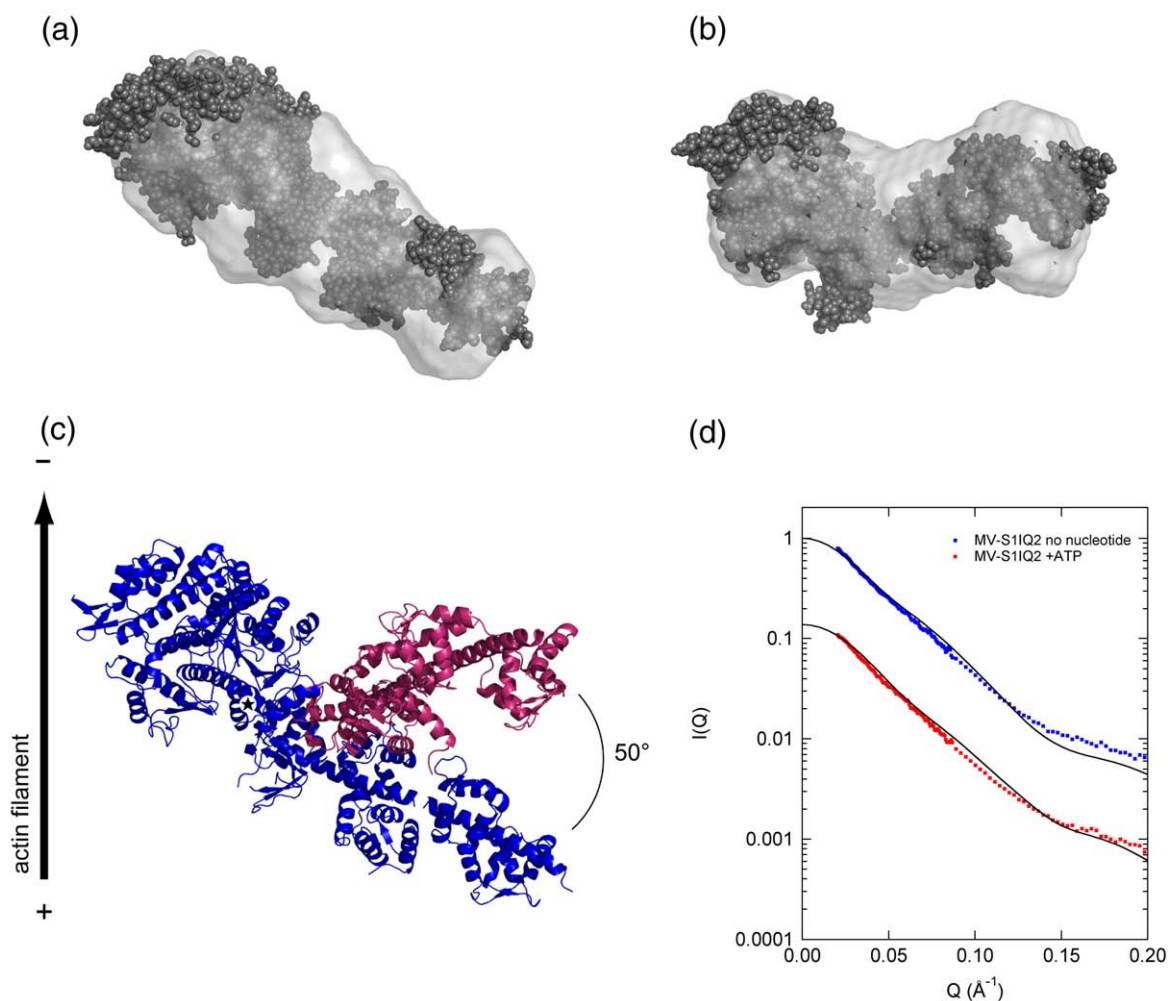 (a)
(b)
(c)
−
actin filament
+
50°
(d)
I(Q)
1
0.1
0.01
0.001
0.0001
MV-S1IQ2 no nucleotide
MV-S1IQ2 +ATP
0.00
0.05
0.10
0.15
0.20
Q (Å⁻¹)